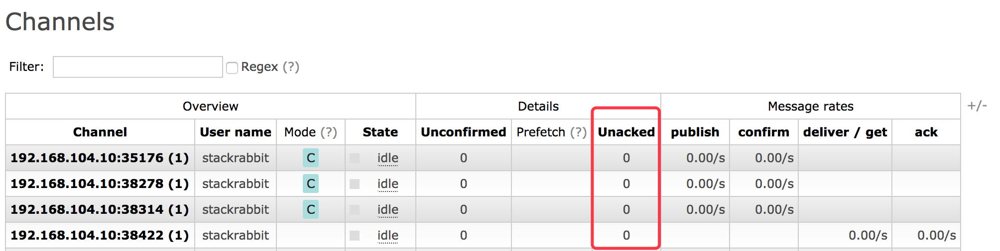 Channels
Filter: Regex (?)
Overview Details Message rates +/-
Channel User name Mode (?) State Unconfirmed Prefetch (?) Unacked publish confirm deliver / get ack
192.168.104.10:35176 (1) stackrabbit C idle 0 0 0.00/s 0.00/s
192.168.104.10:38278 (1) stackrabbit C idle 0 0 0.00/s 0.00/s
192.168.104.10:38314 (1) stackrabbit C idle 0 0 0.00/s 0.00/s
192.168.104.10:38422 (1) stackrabbit idle 0 0 0.00/s 0.00/s